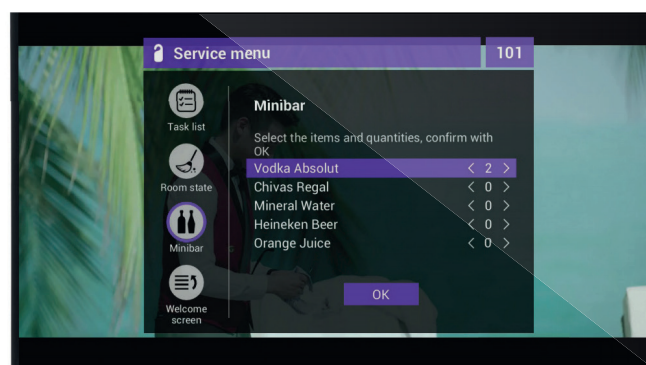 Service menu
101
Task list
Room state
Minibar
Welcome
screen
Minibar
Select the items and quantities, confirm with
OK
Vodka Absolut < 2 >
Chivas Regal < 0 >
Mineral Water < 0 >
Heineken Beer < 0 >
Orange Juice < 0 >
OK